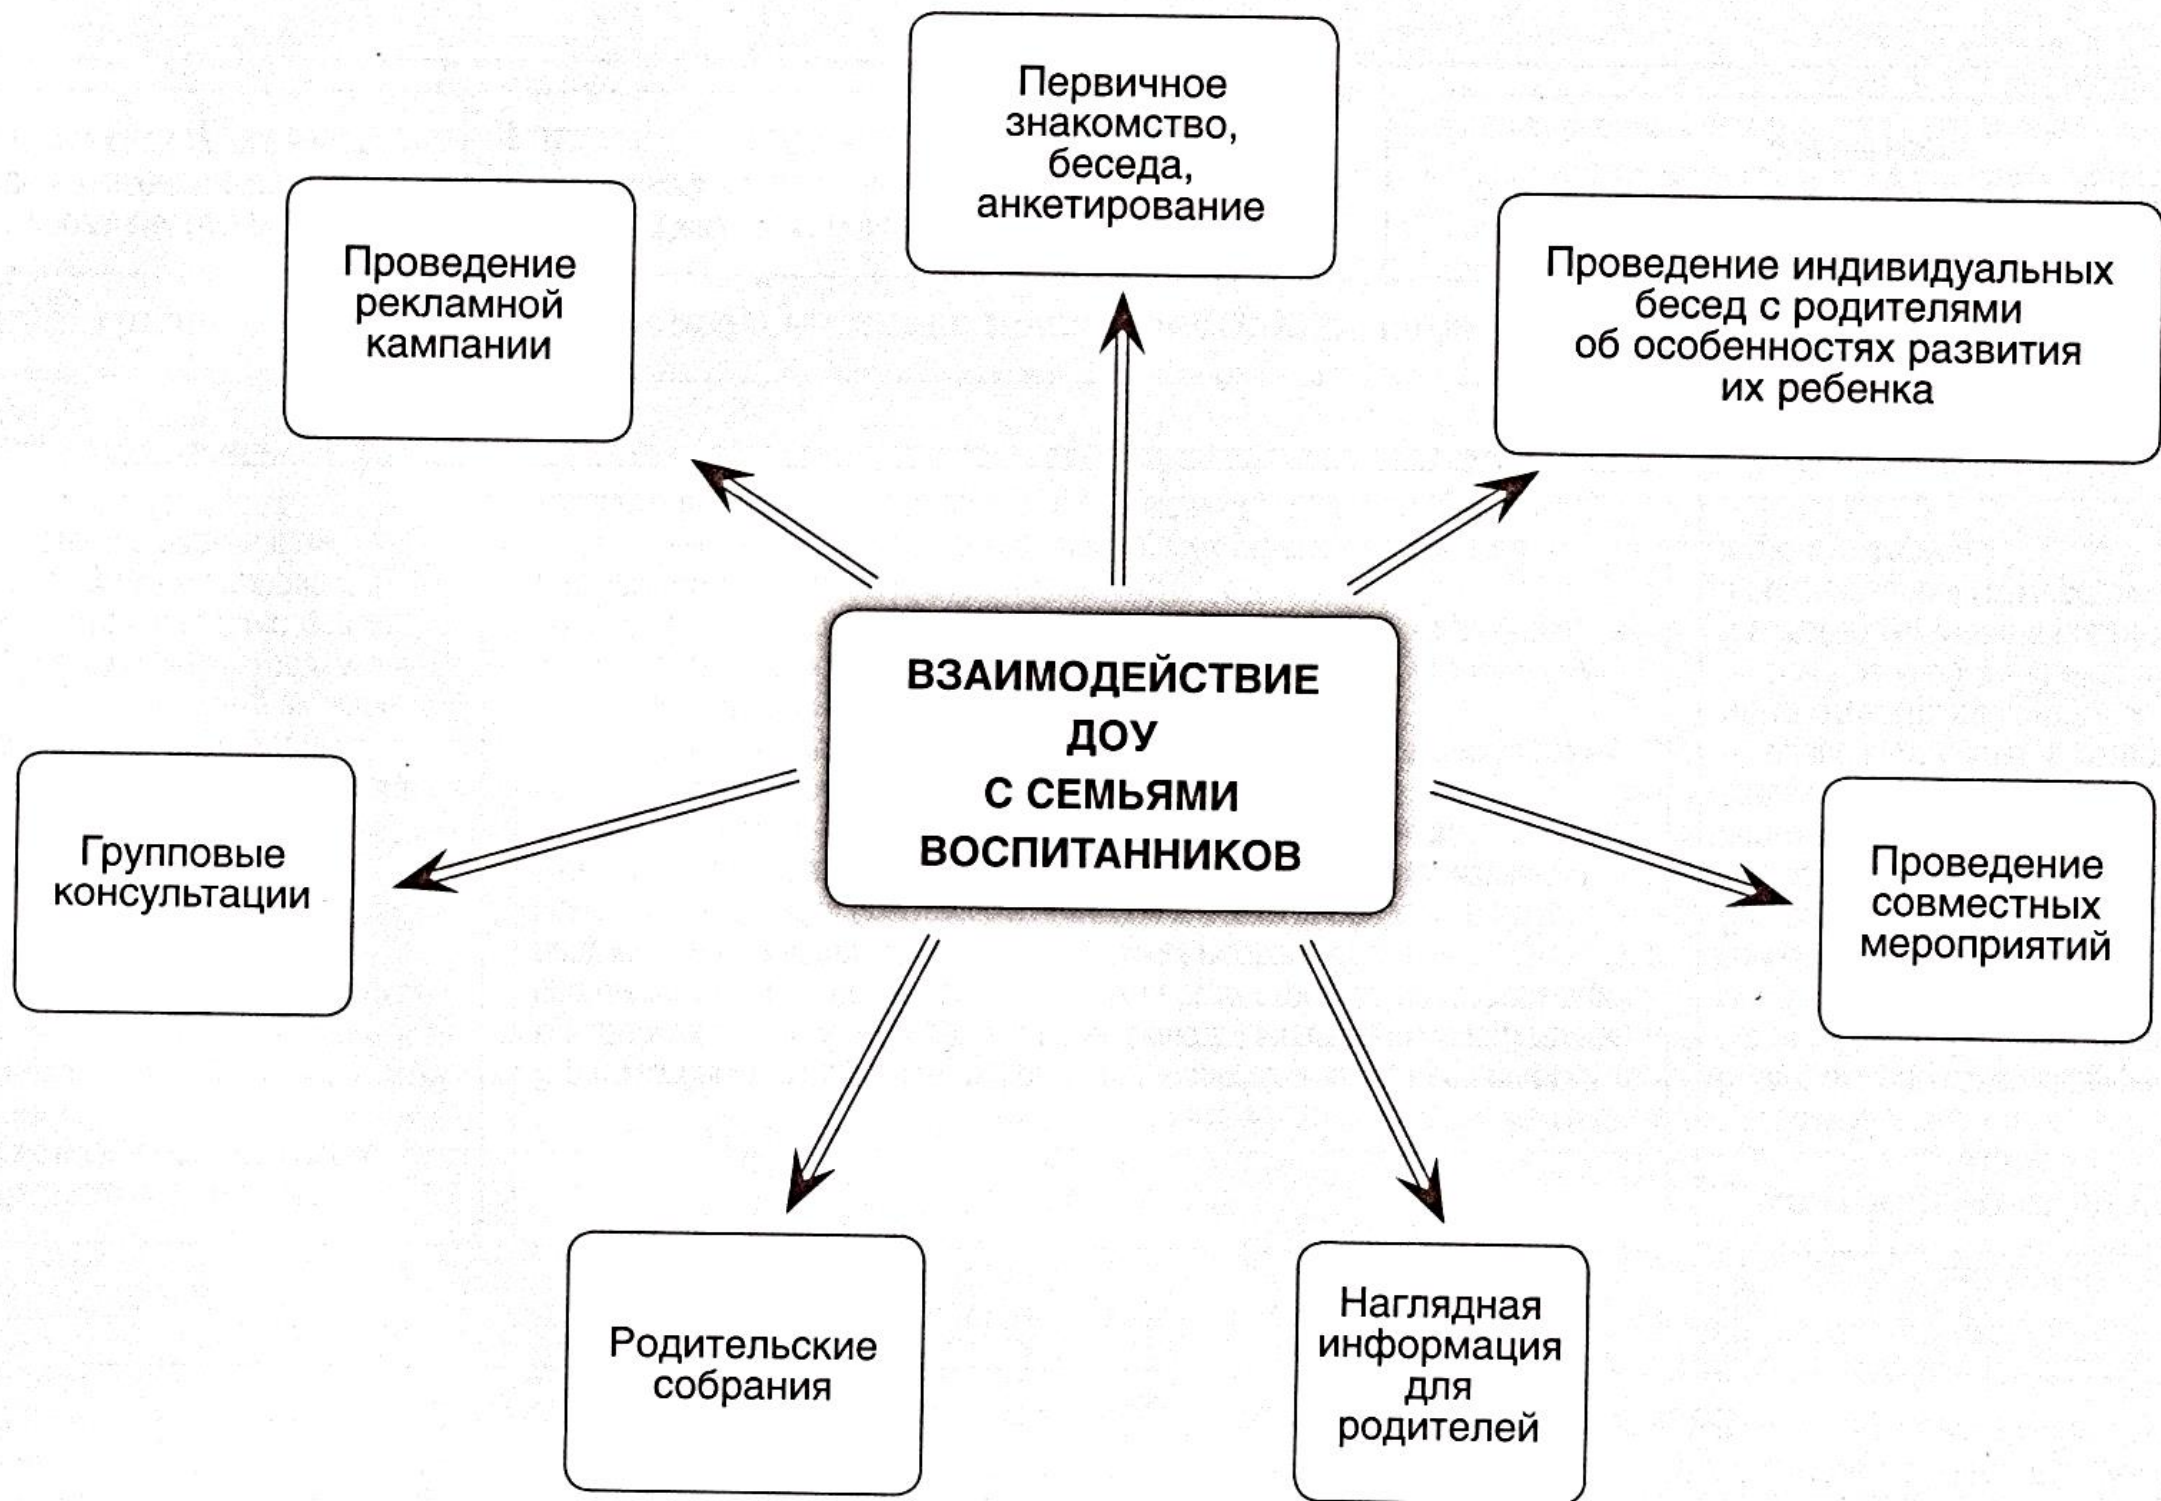 Первичное
знакомство,
беседа,
анкетирование
Проведение
рекламной
кампании
Проведение индивидуальных
бесед с родителями
об особенностях развития
их ребенка
ВЗАИМОДЕЙСТВИЕ
ДОУ
С СЕМЬЯМИ
ВОСПИТАННИКОВ
Групповые
консультации
Проведение
совместных
мероприятий
Родительские
собрания
Наглядная
информация
для
родителей